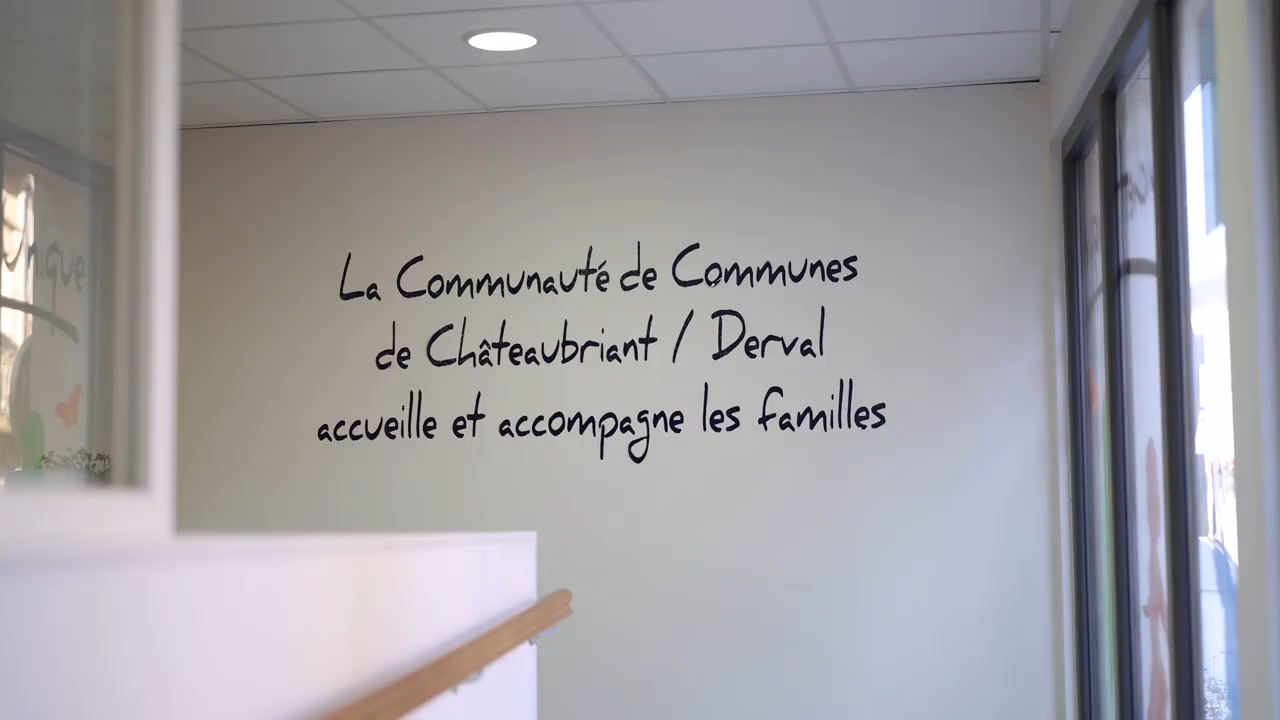 La Communauté de Communes
de Châteaubriant / Derval
accueille et accompagne les familles